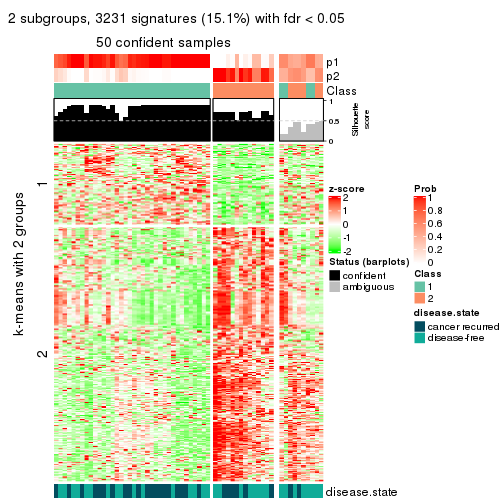 2 subgroups, 3231 signatures (15.1%) with fdr < 0.05
50 confident samples
p1
p2
Class
1
0.5
0
Silhouette
score
k-means with 2 groups
1
2
z-score
2
1
0
-1
-2
Status (barplots)
confident
ambiguous
Prob
1
0.8
0.6
0.4
0.2
0
Class
1
2
disease.state
cancer recurred
disease-free
disease.state